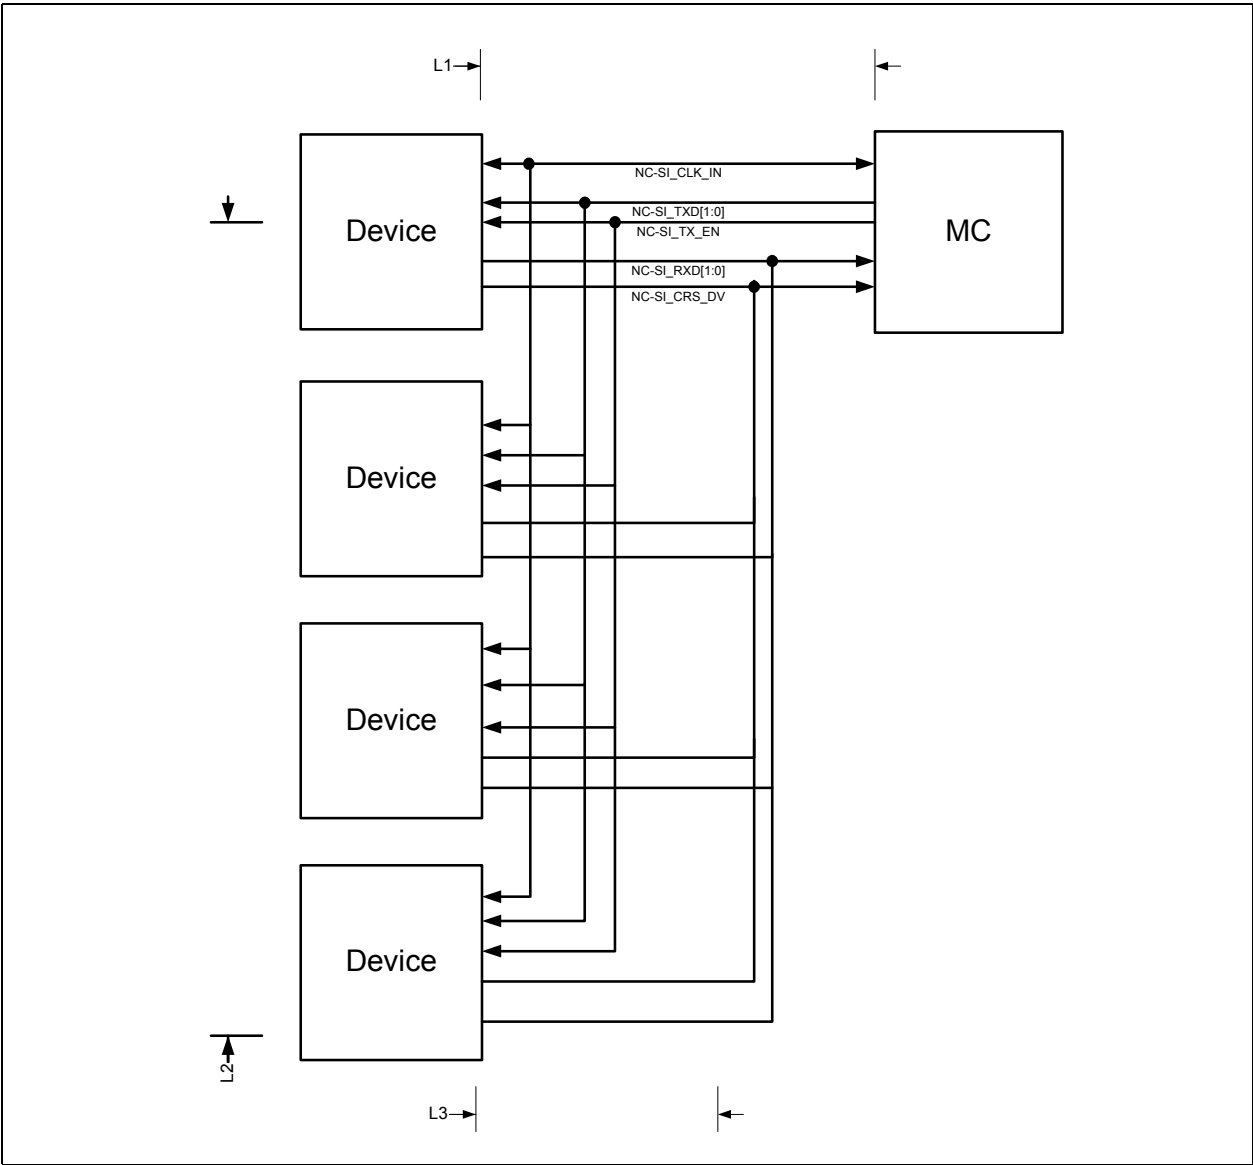 L1
NC-SI_CLK_IN
NC-SI_TXD[1:0]
Device
NC-SI_TX_EN
MC
NC-SI_RXD[1:0]
NC-SI_CRS_DV
Device
Device
Device
L2
L3